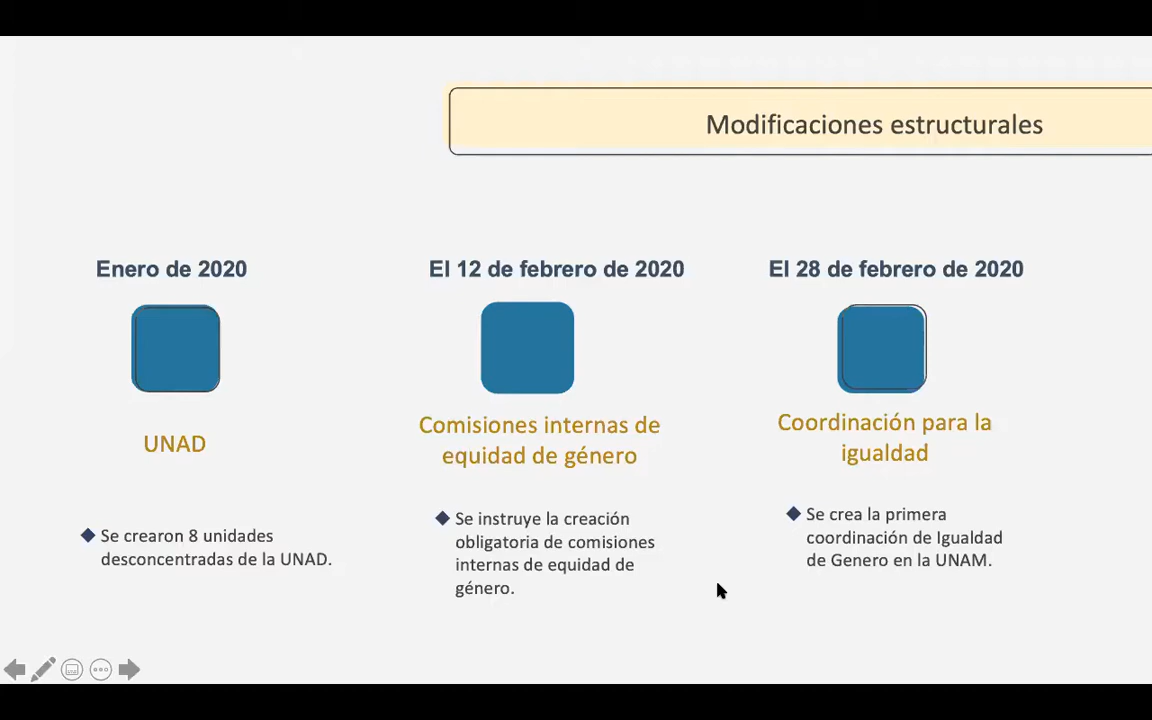 Modificaciones estructurales
Enero de 2020
UNAD
Se crearon 8 unidades
desconcentradas de la UNAD.
El 12 de febrero de 2020
Comisiones internas de
equidad de género
Se instruye la creación
obligatoria de comisiones
internas de equidad de
género.
El 28 de febrero de 2020
Coordinación para la
igualdad
Se crea la primera
coordinación de Igualdad
de Genero en la UNAM.